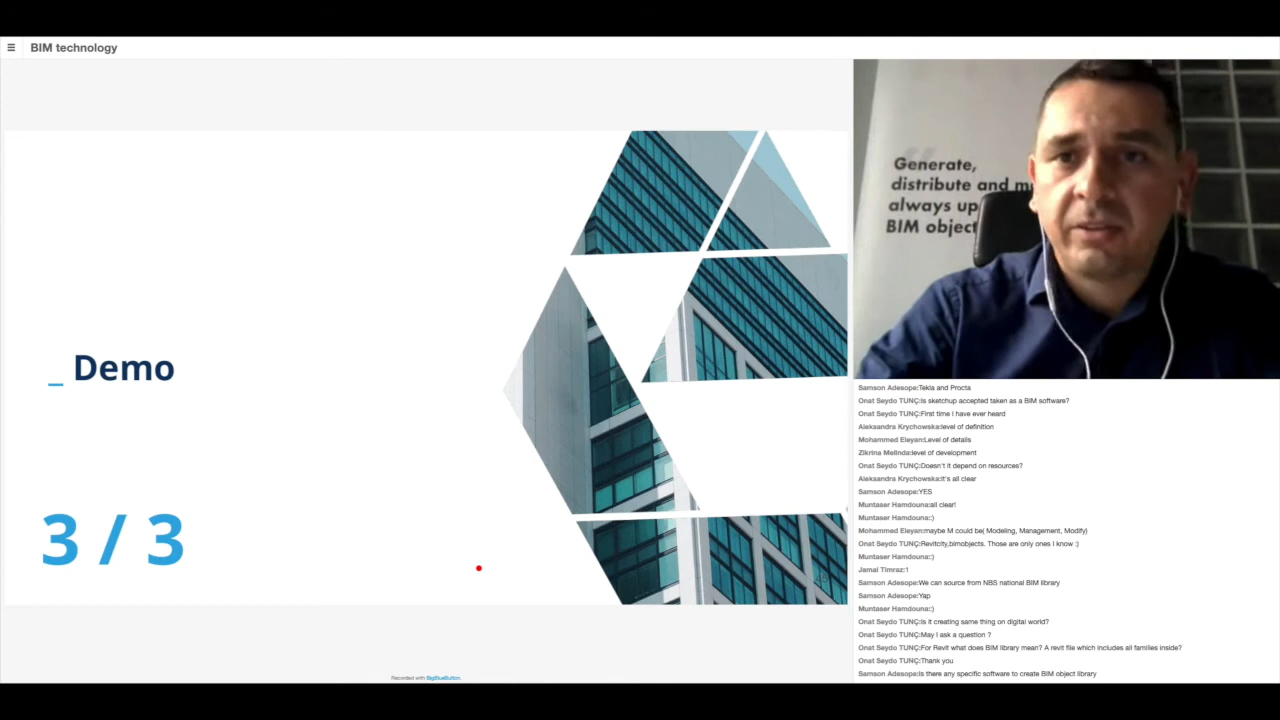 ☰ BIM technology
_ Demo
3 / 3
Recorded with BigBlueButton.
Generate,
distribute and
always up
BIM object
Samson Adesope:Tekla and Procta
Onat Seydo TUNÇ:Is sketchup accepted taken as a BIM software?
Onat Seydo TUNÇ:First time I have ever heard
Aleksandra Krychowska:level of definition
Mohammed Eleyan:Level of details
Zikrina Melinda:level of development
Onat Seydo TUNÇ:Doesn't it depend on resources?
Aleksandra Krychowska:it's all clear
Samson Adesope:YES
Muntaser Hamdouna:all clear!
Muntaser Hamdouna::)
Mohammed Eleyan:maybe M could be( Modeling, Management, Modify)
Onat Seydo TUNÇ:Revitcity,bimobjects. Those are only ones I know :)
Muntaser Hamdouna::)
Jamal Timraz:1
Samson Adesope:We can source from NBS national BIM library
Samson Adesope:Yap
Muntaser Hamdouna::)
Onat Seydo TUNÇ:Is it creating same thing on digital world?
Onat Seydo TUNÇ:May I ask a question ?
Onat Seydo TUNÇ:For Revit what does BIM library mean? A revit file which includes all families inside?
Onat Seydo TUNÇ:Thank you
Samson Adesope:Is there any specific software to create BIM object library